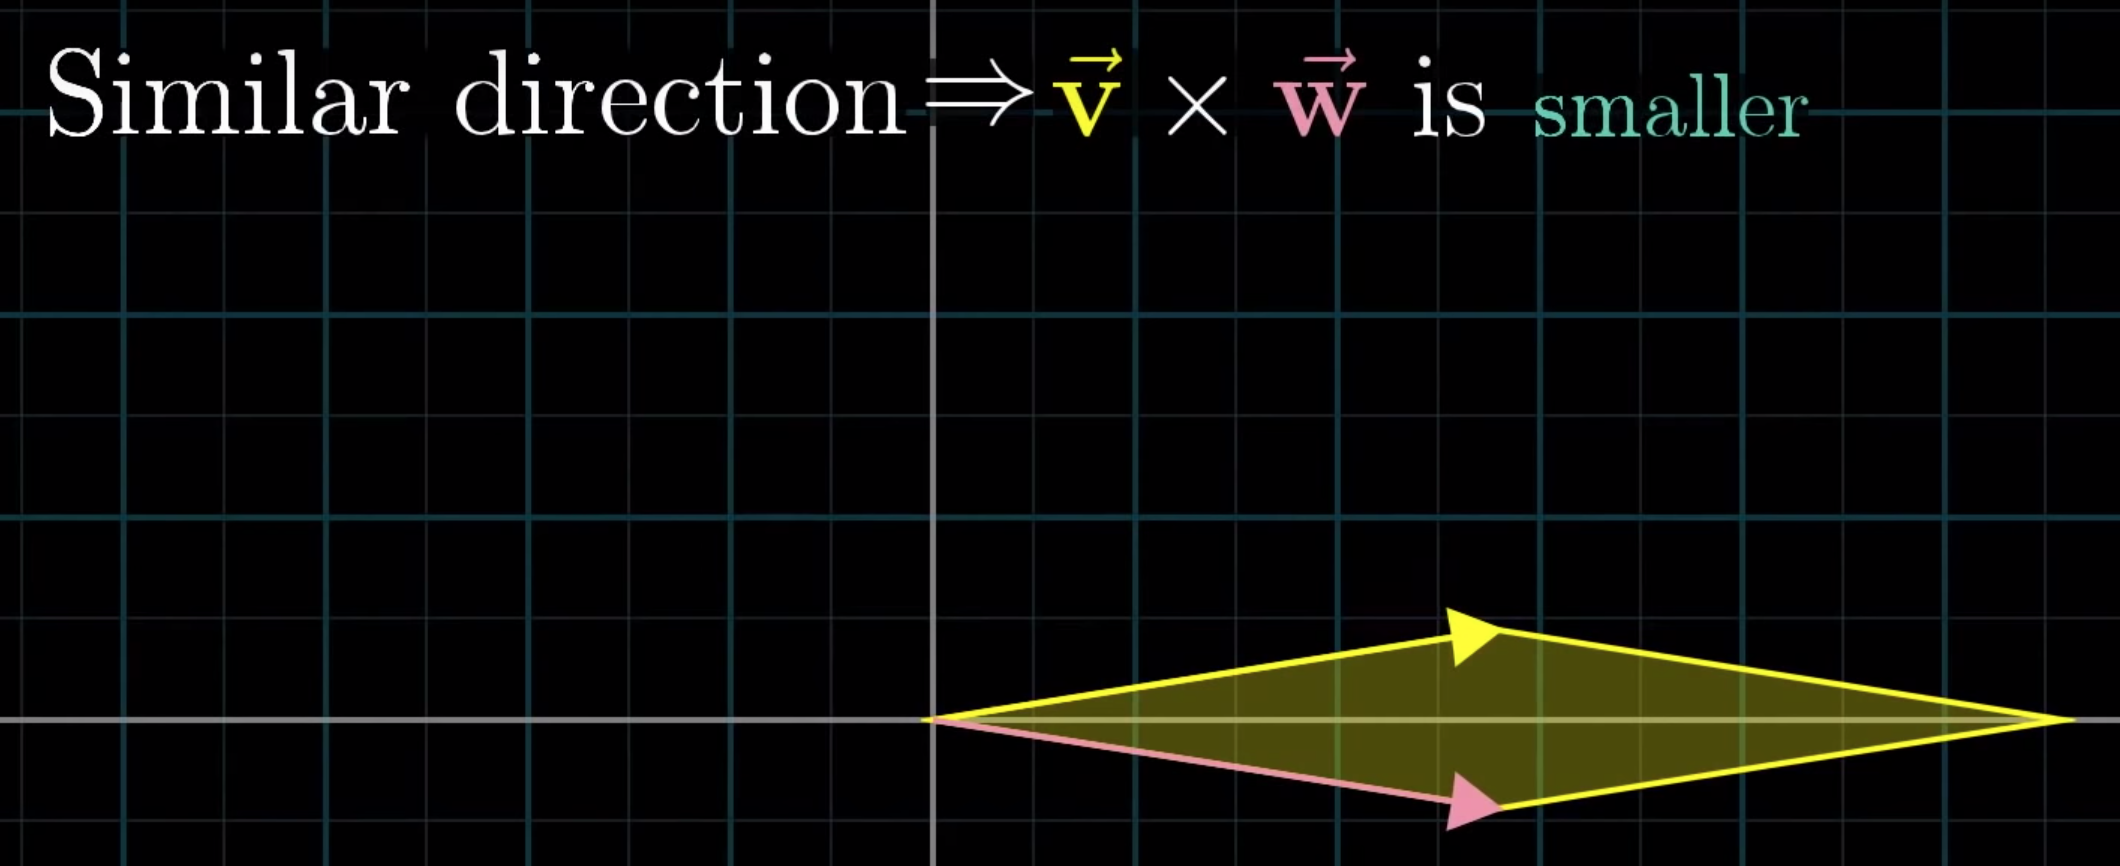 Similar direction ⇒ v⃗ × w⃗ is smaller